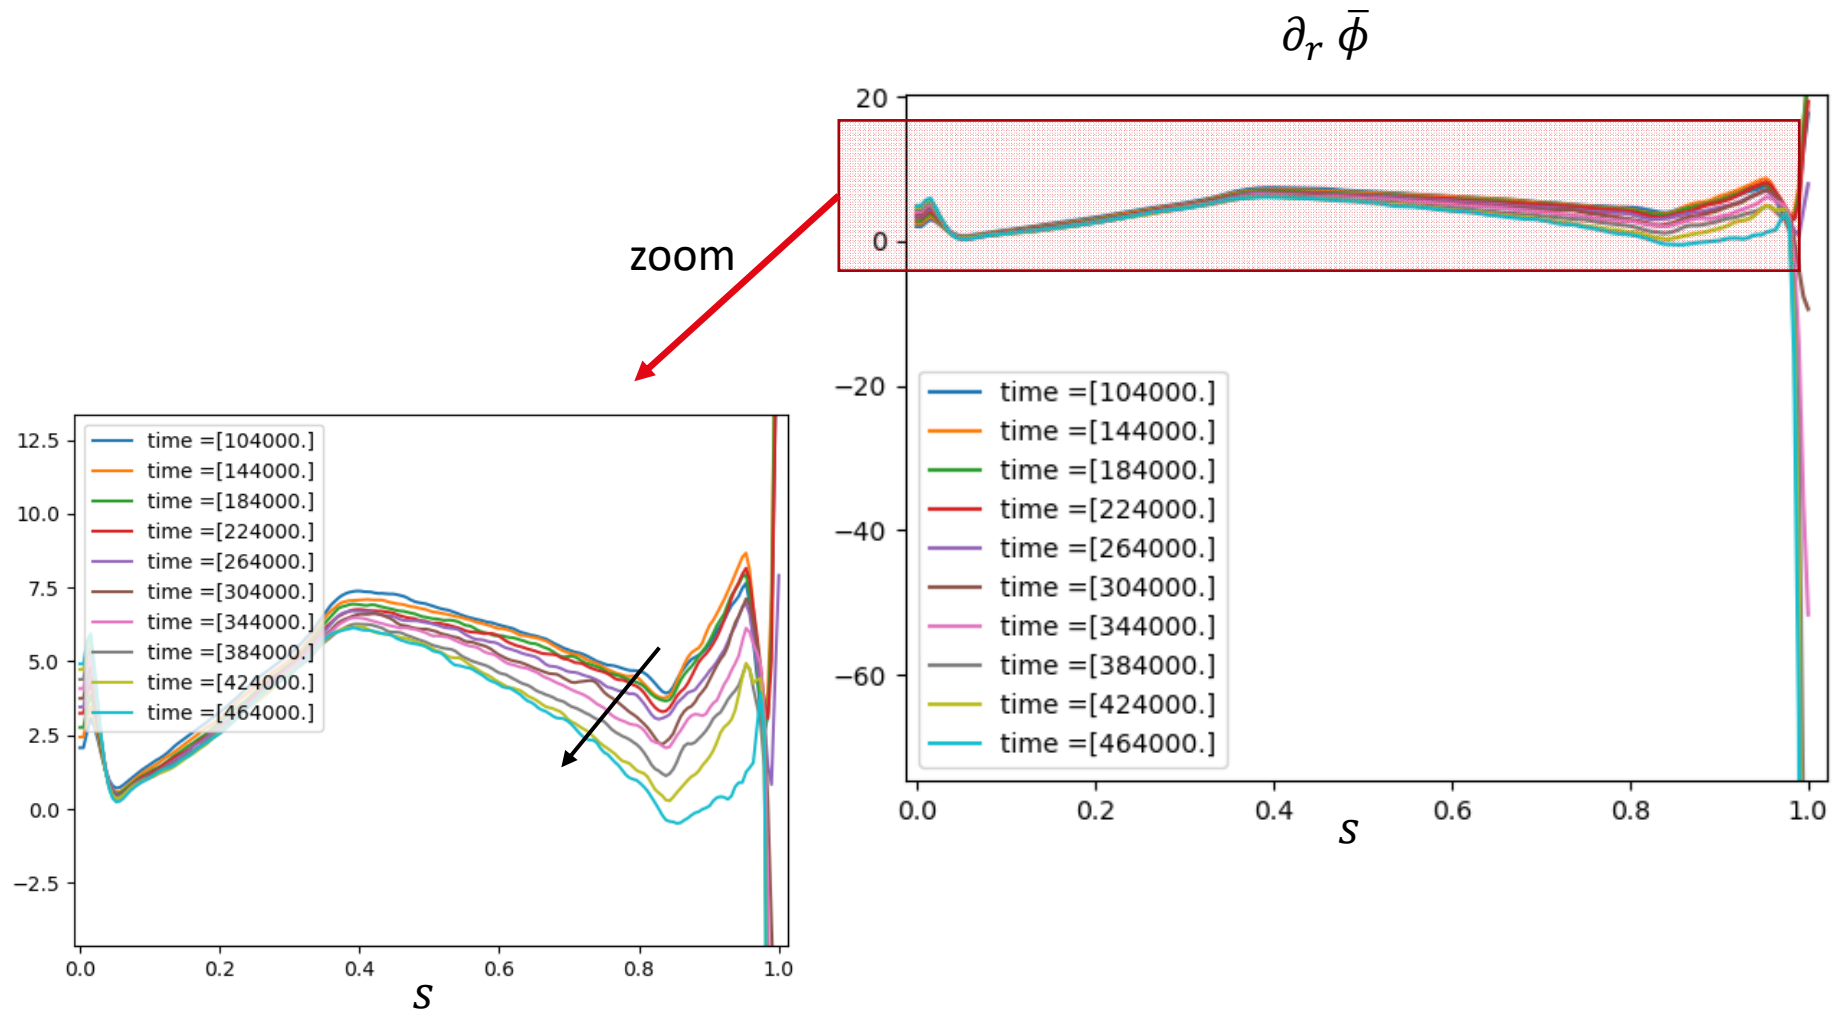 ∂ᵣ ϕ̄
20
0
−20
−40
−60
time =[104000.]
time =[144000.]
time =[184000.]
time =[224000.]
time =[264000.]
time =[304000.]
time =[344000.]
time =[384000.]
time =[424000.]
time =[464000.]
0.0 0.2 0.4 0.6 0.8 1.0
s
zoom
12.5
10.0
7.5
5.0
2.5
0.0
−2.5
time =[104000.]
time =[144000.]
time =[184000.]
time =[224000.]
time =[264000.]
time =[304000.]
time =[344000.]
time =[384000.]
time =[424000.]
time =[464000.]
0.0 0.2 0.4 0.6 0.8 1.0
s